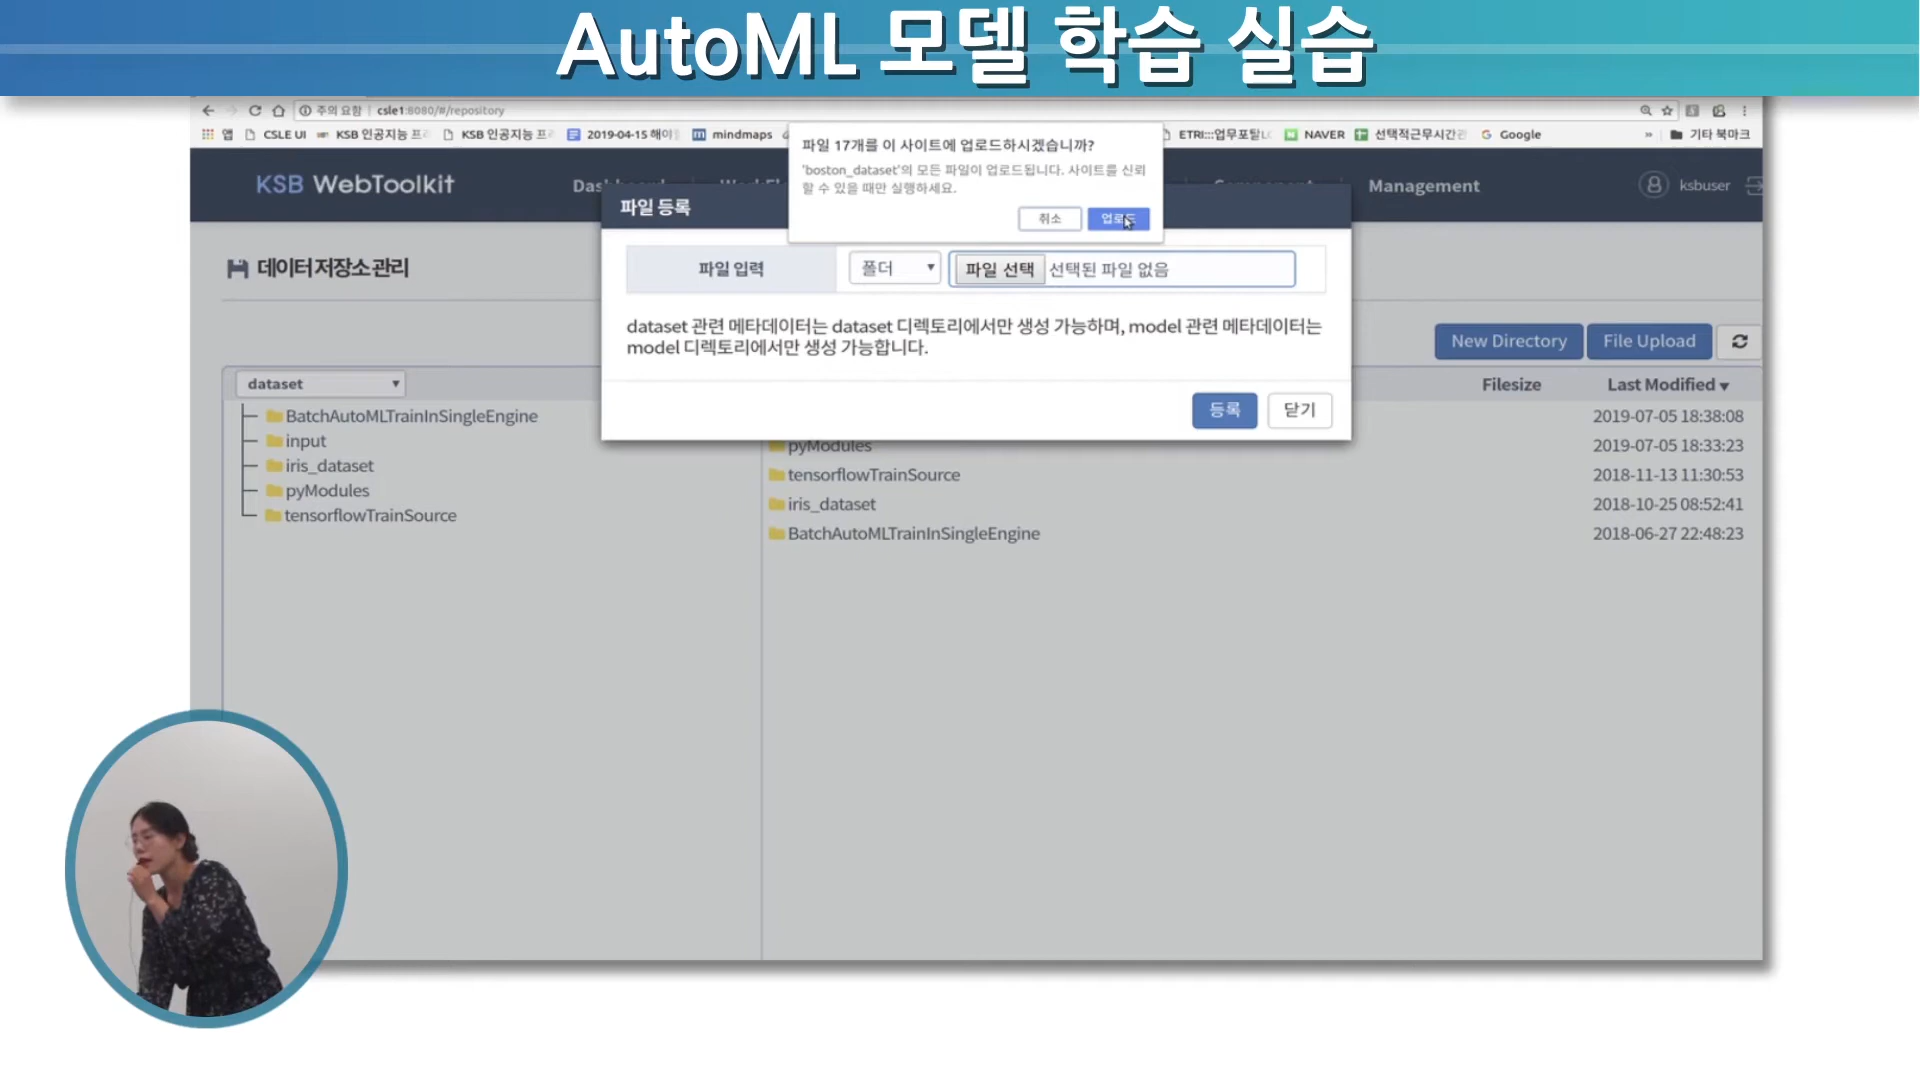 AutoML 모델 학습 실습
주의 요함 | csle1:8080/#/repository
앱 CSLE UI KSB 인공지능 프 KSB 인공지능 프 2019-04-15 해이 mindmaps ETRI:::업무포탈 NAVER 선택적근무시간 Google » 기타 북마크
파일 17개를 이 사이트에 업로드하시겠습니까?
'boston_dataset'의 모든 파일이 업로드됩니다. 사이트를 신뢰
할 수 있을 때만 실행하세요.
취소 업로드
KSB WebToolkit Management ksbuser
파일 등록
파일 입력 폴더 파일 선택 선택된 파일 없음
dataset 관련 메타데이터는 dataset 디렉토리에서만 생성 가능하며, model 관련 메타데이터는
model 디렉토리에서만 생성 가능합니다.
등록 닫기
데이터 저장소 관리
New Directory File Upload
dataset
BatchAutoMLTrainInSingleEngine
input
iris_dataset
pyModules
tensorflowTrainSource
Filesize Last Modified
2019-07-05 18:38:08
pyModules 2019-07-05 18:33:23
tensorflowTrainSource 2018-11-13 11:30:53
iris_dataset 2018-10-25 08:52:41
BatchAutoMLTrainInSingleEngine 2018-06-27 22:48:23